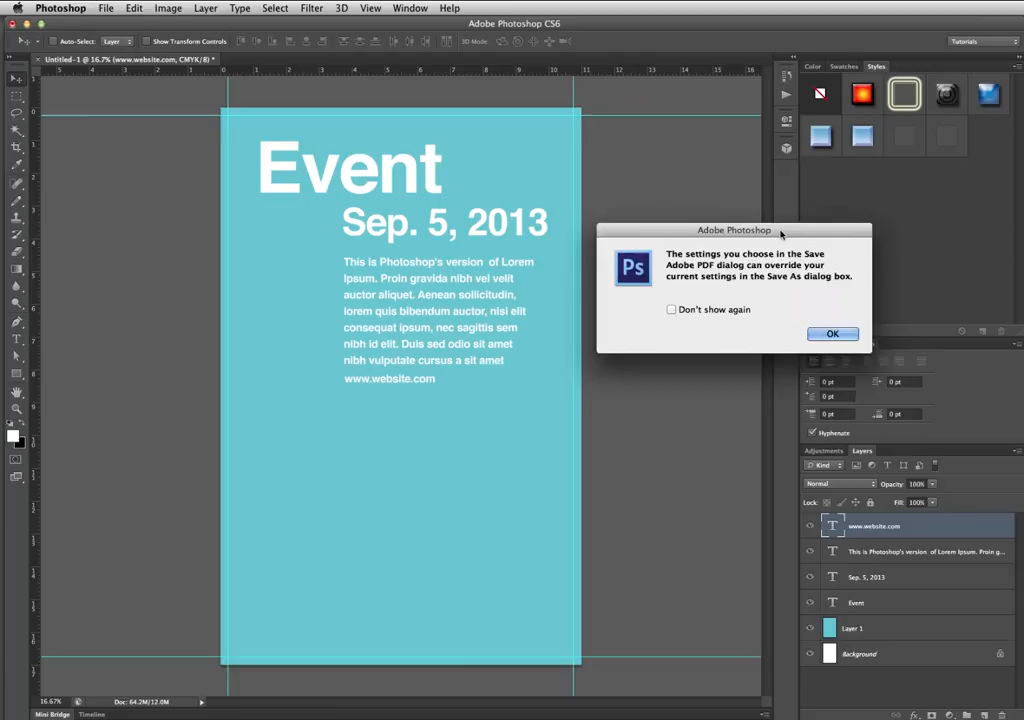 Photoshop File Edit Image Layer Type Select Filter 3D View Window Help
Adobe Photoshop CS6
Auto-Select: Layer Show Transform Controls 3D Mode: Tutorials
× Untitled-1 @ 16.7% (www.website.com, CMYK/8) *
Color Swatches Styles
Event
Sep. 5, 2013
This is Photoshop's version of Lorem
Ipsum. Proin gravida nibh vel velit
auctor aliquet. Aenean sollicitudin,
lorem quis bibendum auctor, nisi elit
consequat ipsum, nec sagittis sem
nibh id elit. Duis sed odio sit amet
nibh vulputate cursus a sit amet
www.website.com
Adobe Photoshop
Ps
The settings you choose in the Save
Adobe PDF dialog can override your
current settings in the Save As dialog box.
Don't show again
OK
0 pt 0 pt
0 pt
0 pt 0 pt
Hyphenate
Adjustments Layers
Kind
Normal Opacity: 100%
Lock: Fill: 100%
T www.website.com
T This is Photoshop's version of Lorem Ipsum. Proin g...
T Sep. 5, 2013
T Event
Layer 1
Background
16.67% Doc: 64.2M/12.0M
Mini Bridge Timeline